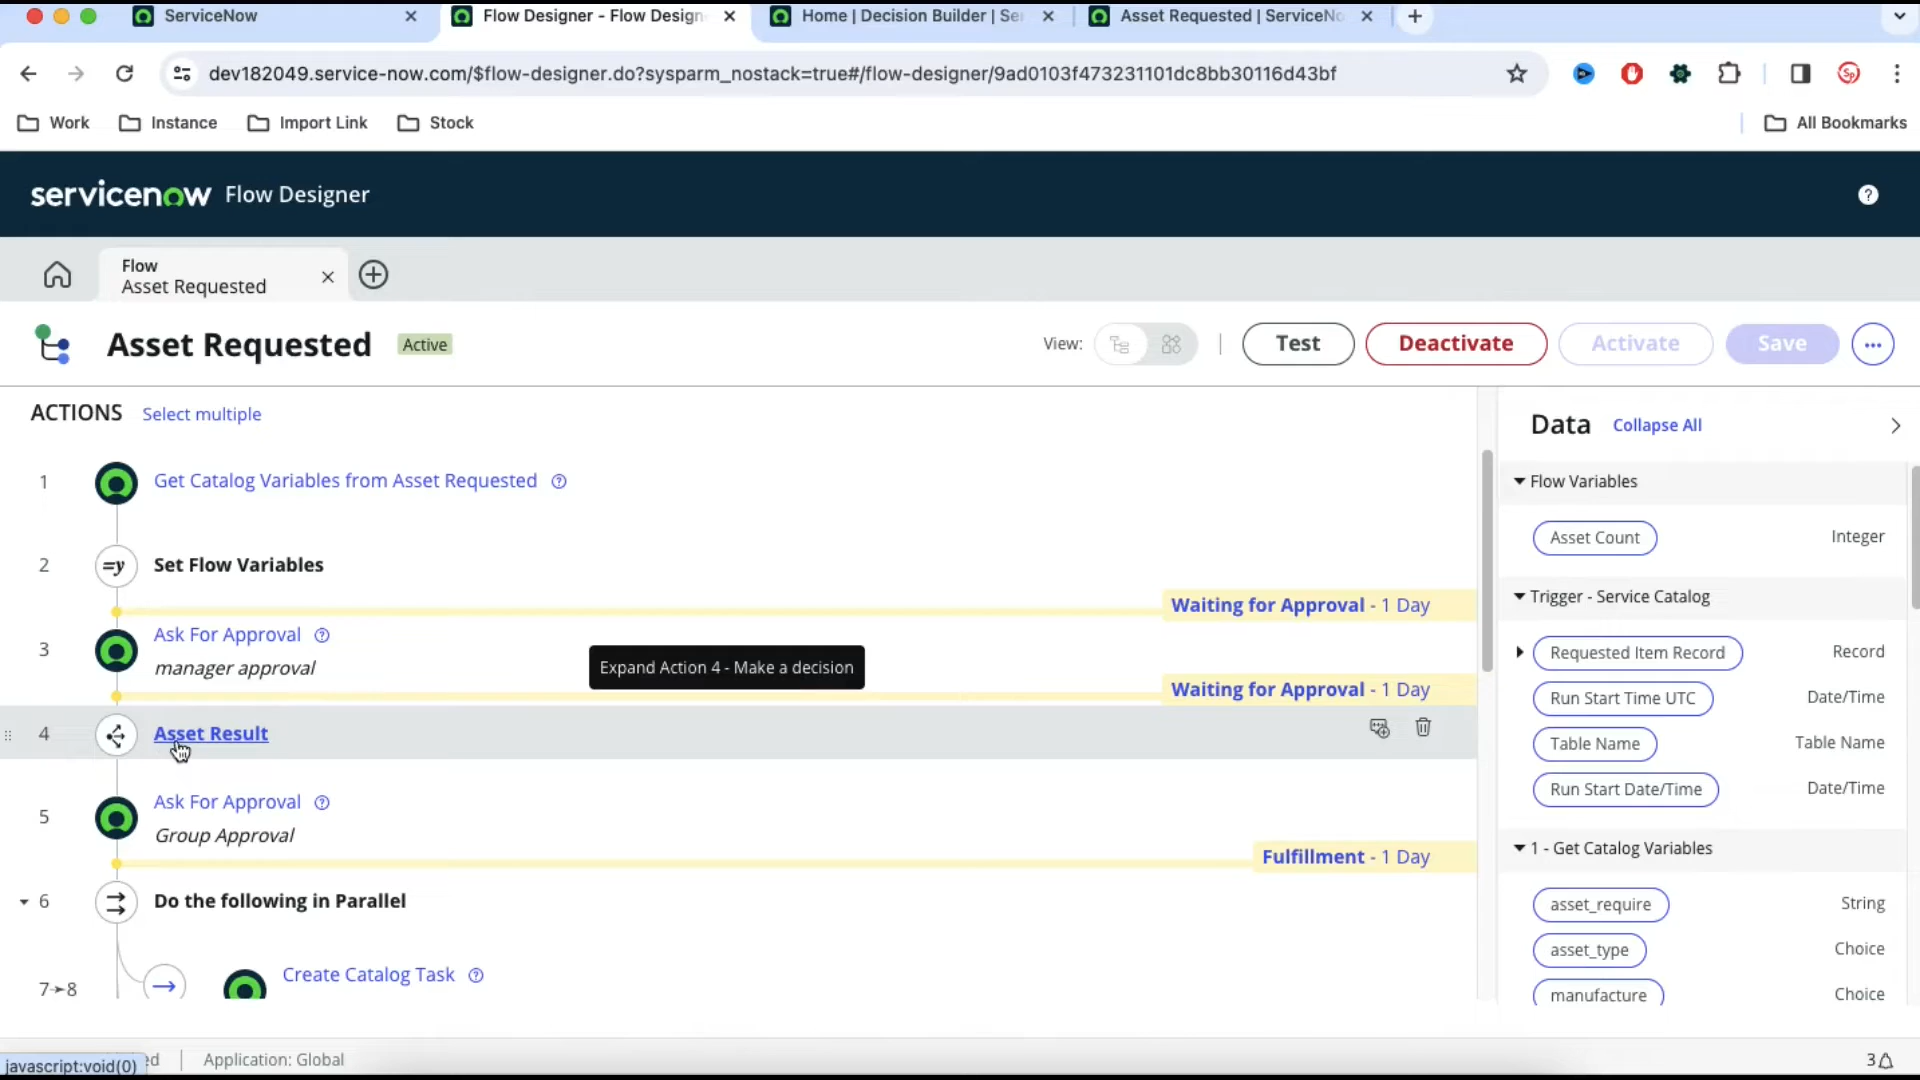 ServiceNow
Flow Designer - Flow Design
Home | Decision Builder | Se
Asset Requested | ServiceNo
dev182049.service-now.com/$flow-designer.do?sysparm_nostack=true#/flow-designer/9ad0103f473231101dc8bb30116d43bf
Work
Instance
Import Link
Stock
All Bookmarks
servicenow Flow Designer
Flow
Asset Requested
Asset Requested
Active
View:
Test
Deactivate
Activate
Save
ACTIONS
Select multiple
Data
Collapse All
1
Get Catalog Variables from Asset Requested
Flow Variables
Asset Count
Integer
2
=y
Set Flow Variables
Waiting for Approval - 1 Day
Trigger - Service Catalog
3
Ask For Approval
manager approval
Expand Action 4 - Make a decision
Requested Item Record
Record
Waiting for Approval - 1 Day
Run Start Time UTC
Date/Time
4
Asset Result
Table Name
Table Name
Run Start Date/Time
Date/Time
5
Ask For Approval
Group Approval
Fulfillment - 1 Day
1 - Get Catalog Variables
6
Do the following in Parallel
asset_require
String
asset_type
Choice
7→8
Create Catalog Task
manufacture
Choice
javascript:void(0)
ed
Application: Global
3